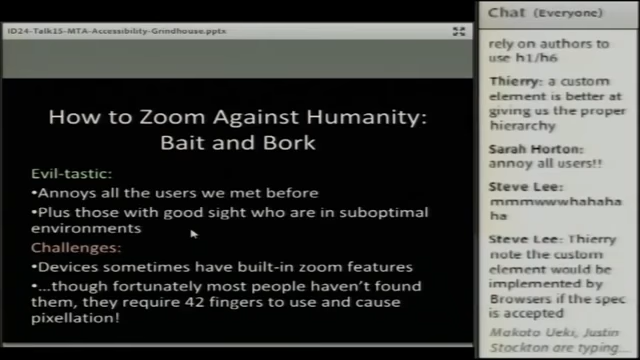 ID24-Talk15-MTA-Accessibility-Grindhouse.pptx
How to Zoom Against Humanity:
Bait and Bork
Evil-tastic:
•Annoys all the users we met before
•Plus those with good sight who are in suboptimal
environments
Challenges:
•Devices sometimes have built-in zoom features
•...though fortunately most people haven't found
them, they require 42 fingers to use and cause
pixellation!
Chat (Everyone)
rely on authors to
use h1/h6
Thierry: a custom
element is better at
giving us the proper
hierarchy
Sarah Horton:
annoy all users!!
Steve Lee:
mmmwwwhahaha
ha
Steve Lee: Thierry
note the custom
element would be
implemented by
Browsers if the spec
is accepted
Makoto Ueki, Justin
Stockton are typing...